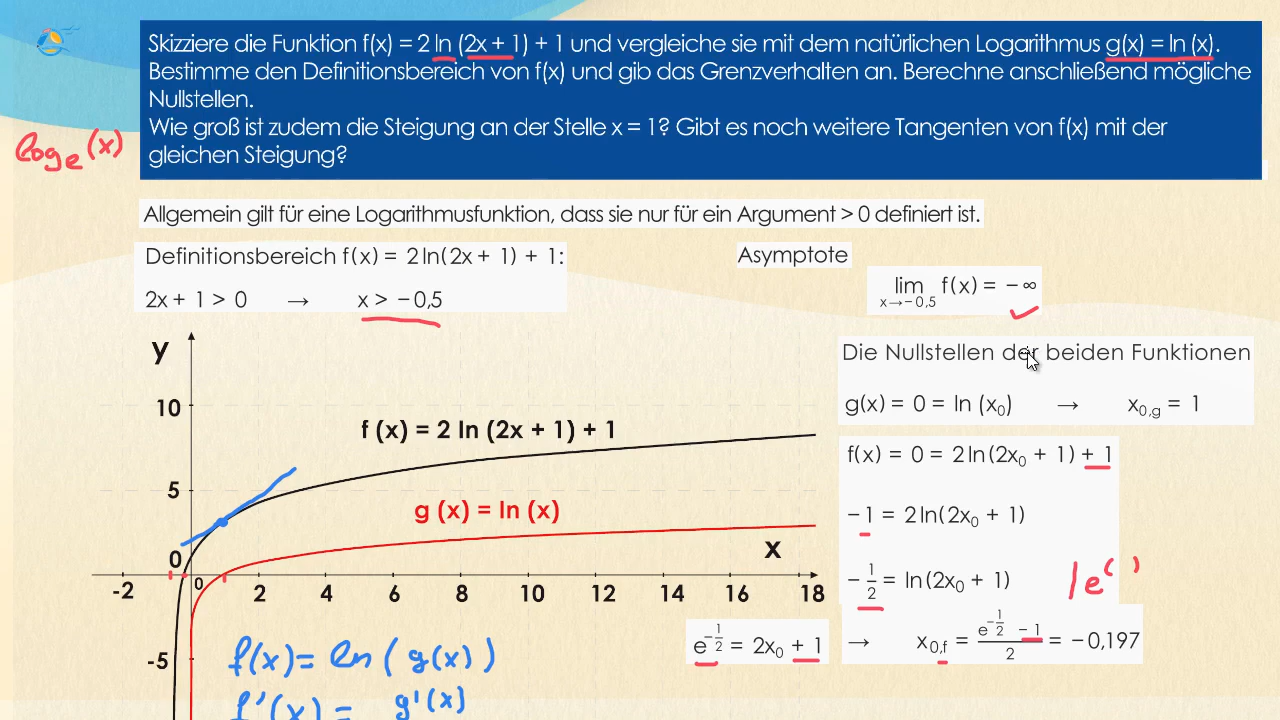 Skizziere die Funktion f(x) = 2 ln (2x + 1) + 1 und vergleiche sie mit dem natürlichen Logarithmus g(x) = ln (x).
Bestimme den Definitionsbereich von f(x) und gib das Grenzverhalten an. Berechne anschließend mögliche
Nullstellen.
Wie groß ist zudem die Steigung an der Stelle x = 1? Gibt es noch weitere Tangenten von f(x) mit der
gleichen Steigung?
logₑ(x)
Allgemein gilt für eine Logarithmusfunktion, dass sie nur für ein Argument > 0 definiert ist.
Definitionsbereich f(x) = 2 ln(2x + 1) + 1:
2x + 1 > 0 → x > −0,5
Asymptote
lim f(x) = −∞
x→−0,5
Die Nullstellen der beiden Funktionen
g(x) = 0 = ln (x₀) → x₀,g = 1
f(x) = 0 = 2 ln(2x₀ + 1) + 1
−1 = 2 ln(2x₀ + 1)
−1/2 = ln(2x₀ + 1) | e^( )
e^(−1/2) = 2x₀ + 1 → x₀,f = (e^(−1/2) − 1)/2 = −0,197
y
10
f (x) = 2 ln (2x + 1) + 1
5
g (x) = ln (x)
x
0
-2 0 2 4 6 8 10 12 14 16 18
-5
f(x) = ln ( g(x) )
f'(x) = g'(x)